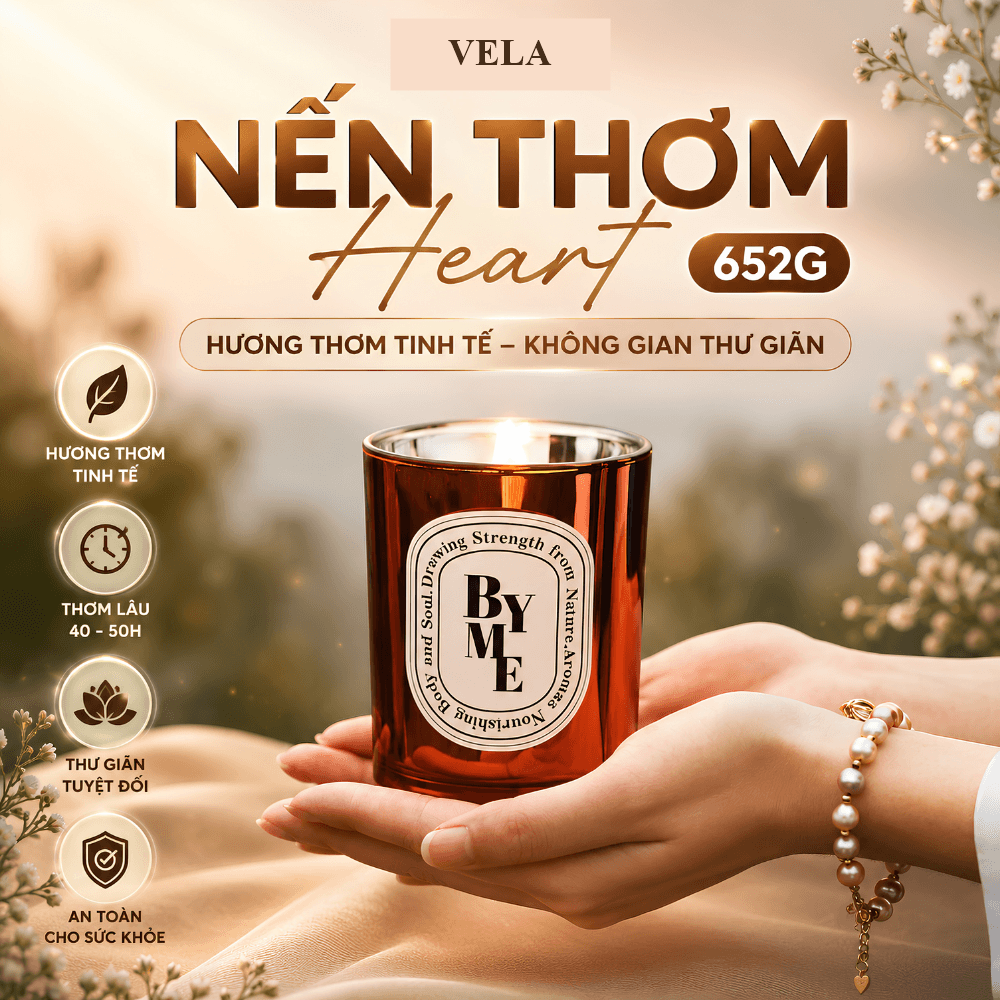 VELA
NẾN THƠM
Heart
652G
HƯƠNG THƠM TINH TẾ – KHÔNG GIAN THƯ GIÃN
HƯƠNG THƠM
TINH TẾ
THƠM LÂU
40 - 50H
THƯ GIÃN
TUYỆT ĐỐI
AN TOÀN
CHO SỨC KHỎE
Drawing Strength from Nature. Aromas Nourishing Body and Soul.
BY
ME